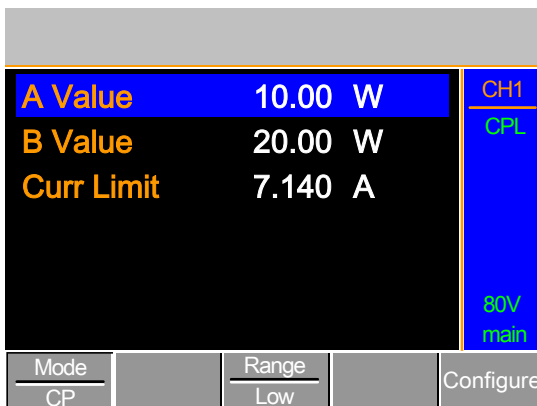 A Value 10.00 W
B Value 20.00 W
Curr Limit 7.140 A
CH1
CPL
80V
main
Mode
CP
Range
Low
Configure